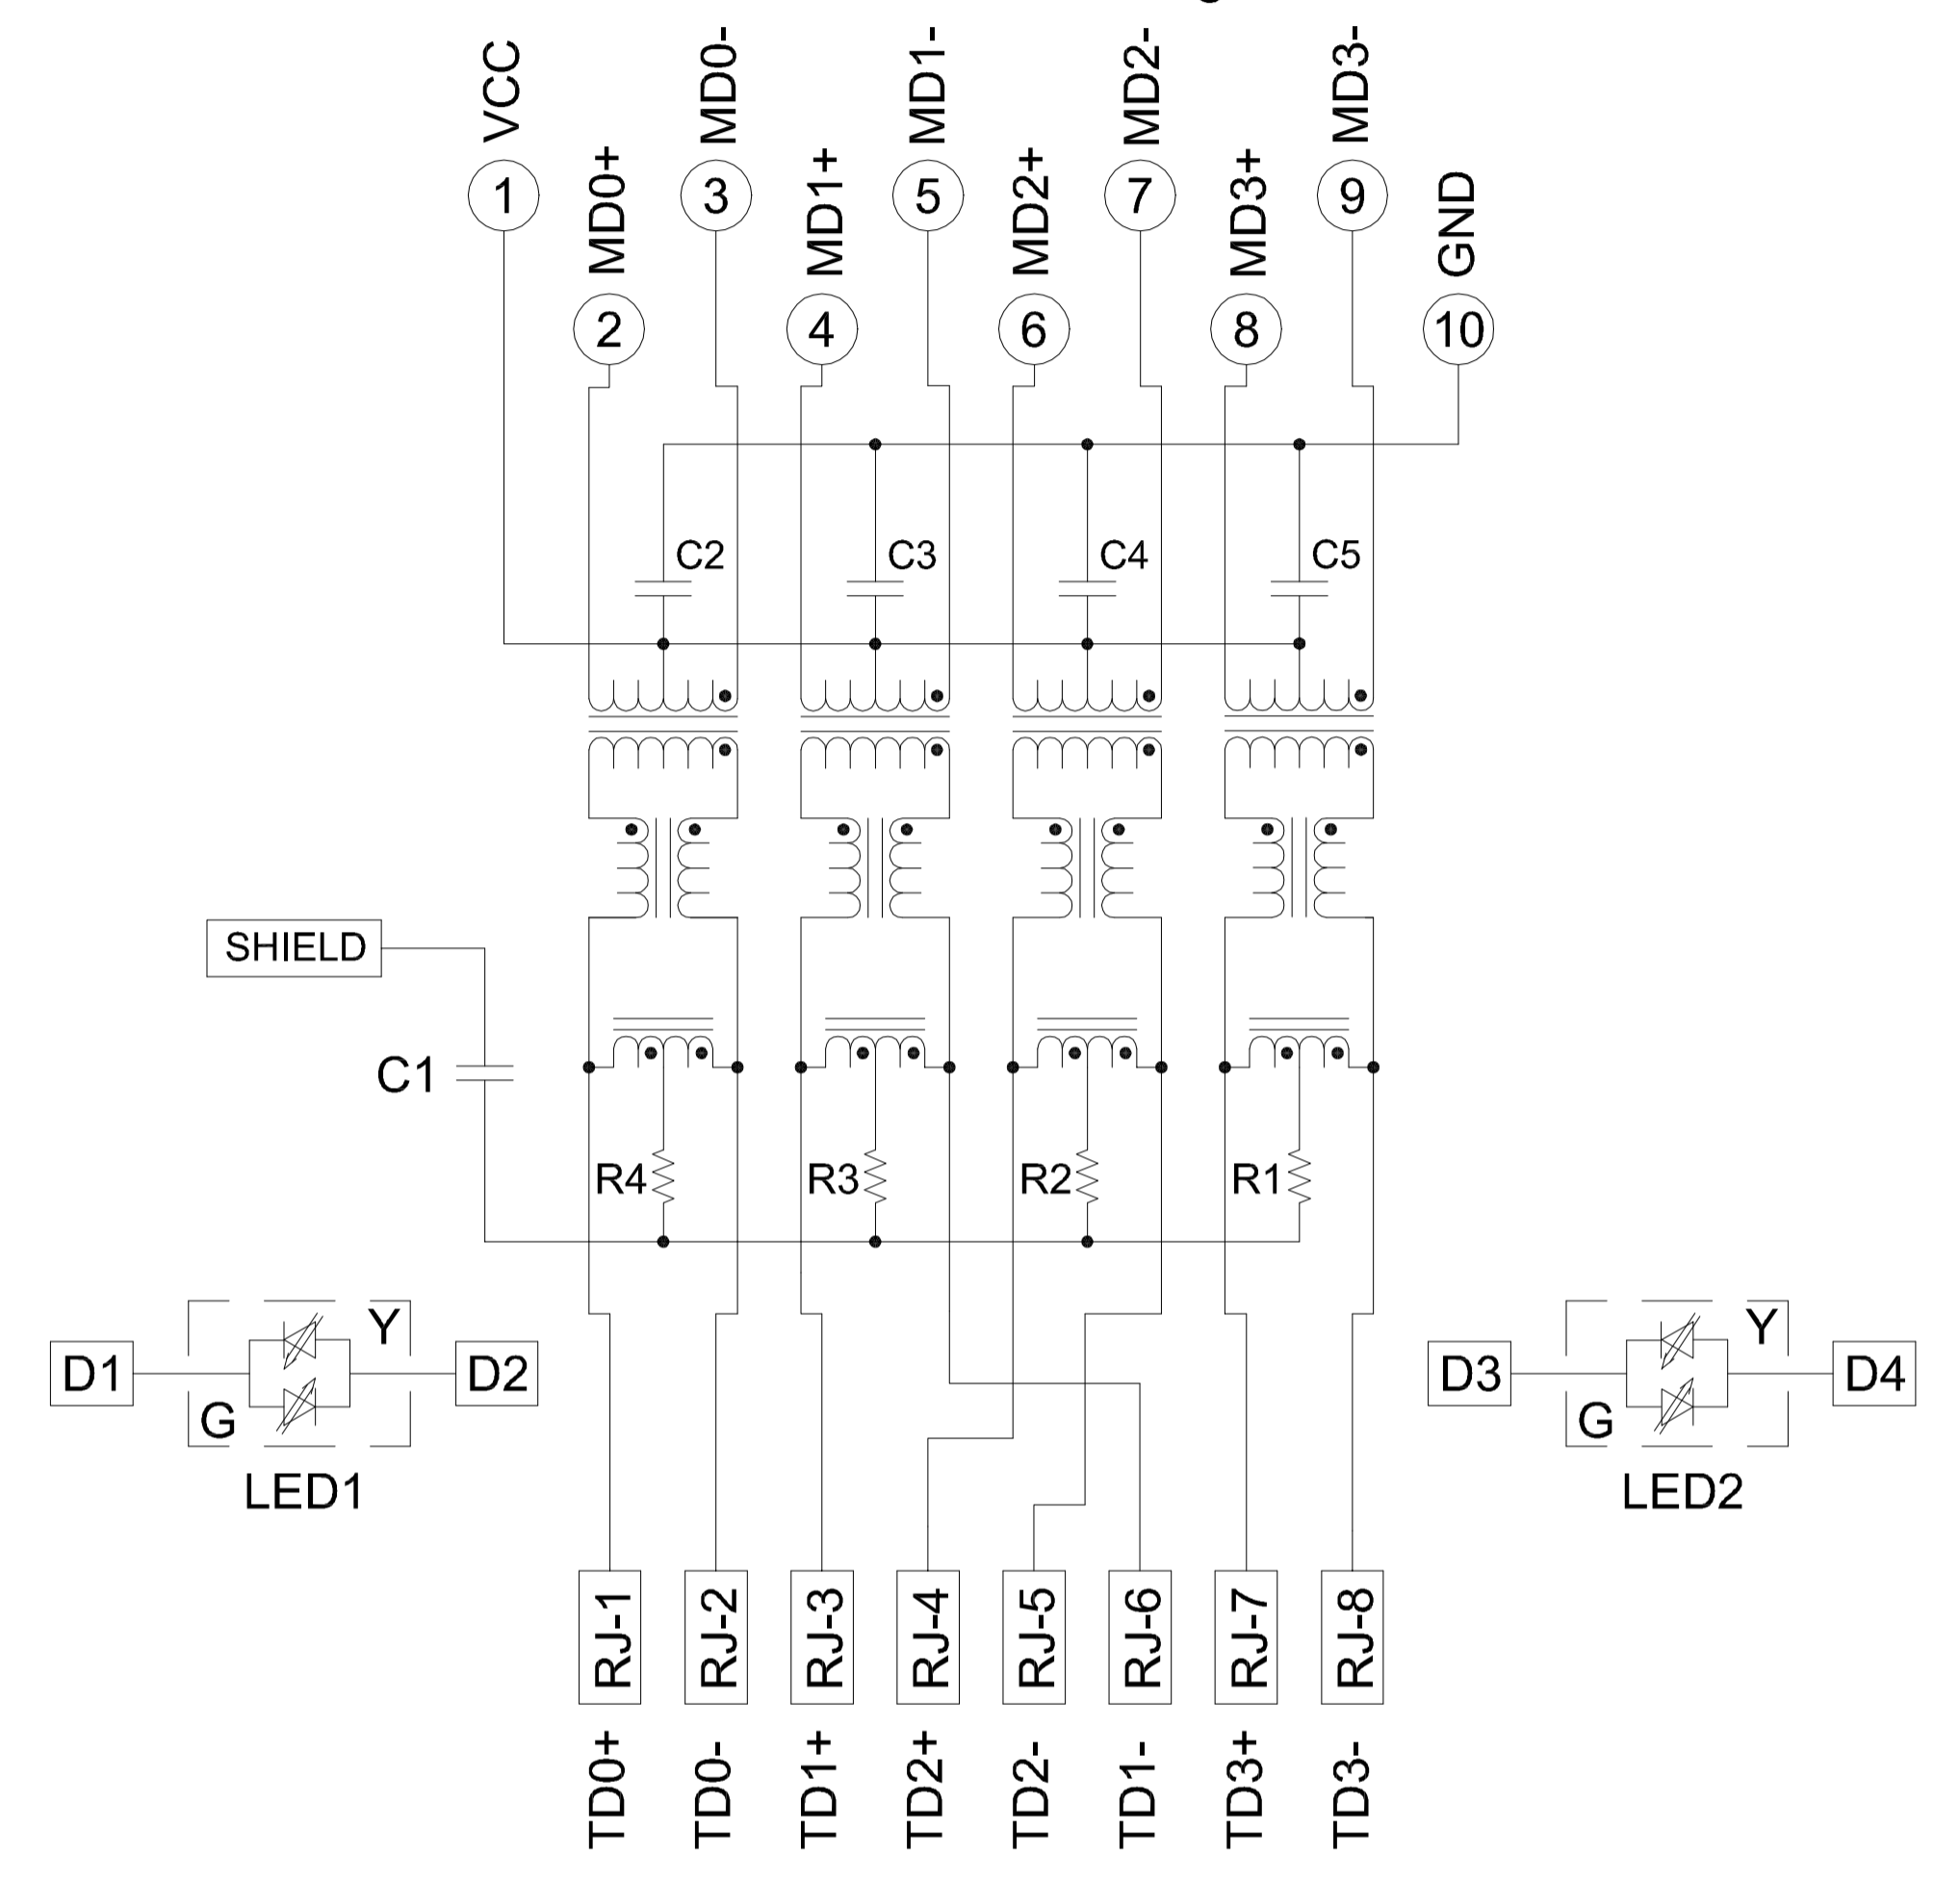 VCC
MD0-
MD1-
MD2-
MD3-
MD0+
MD1+
MD2+
MD3+
GND
1
3
5
7
9
2
4
6
8
10
C2
C3
C4
C5
SHIELD
C1
R4
R3
R2
R1
D1
Y
G
D2
LED1
D3
Y
G
D4
LED2
RJ-1
RJ-2
RJ-3
RJ-4
RJ-5
RJ-6
RJ-7
RJ-8
TD0+
TD0-
TD1+
TD2+
TD2-
TD1-
TD3+
TD3-